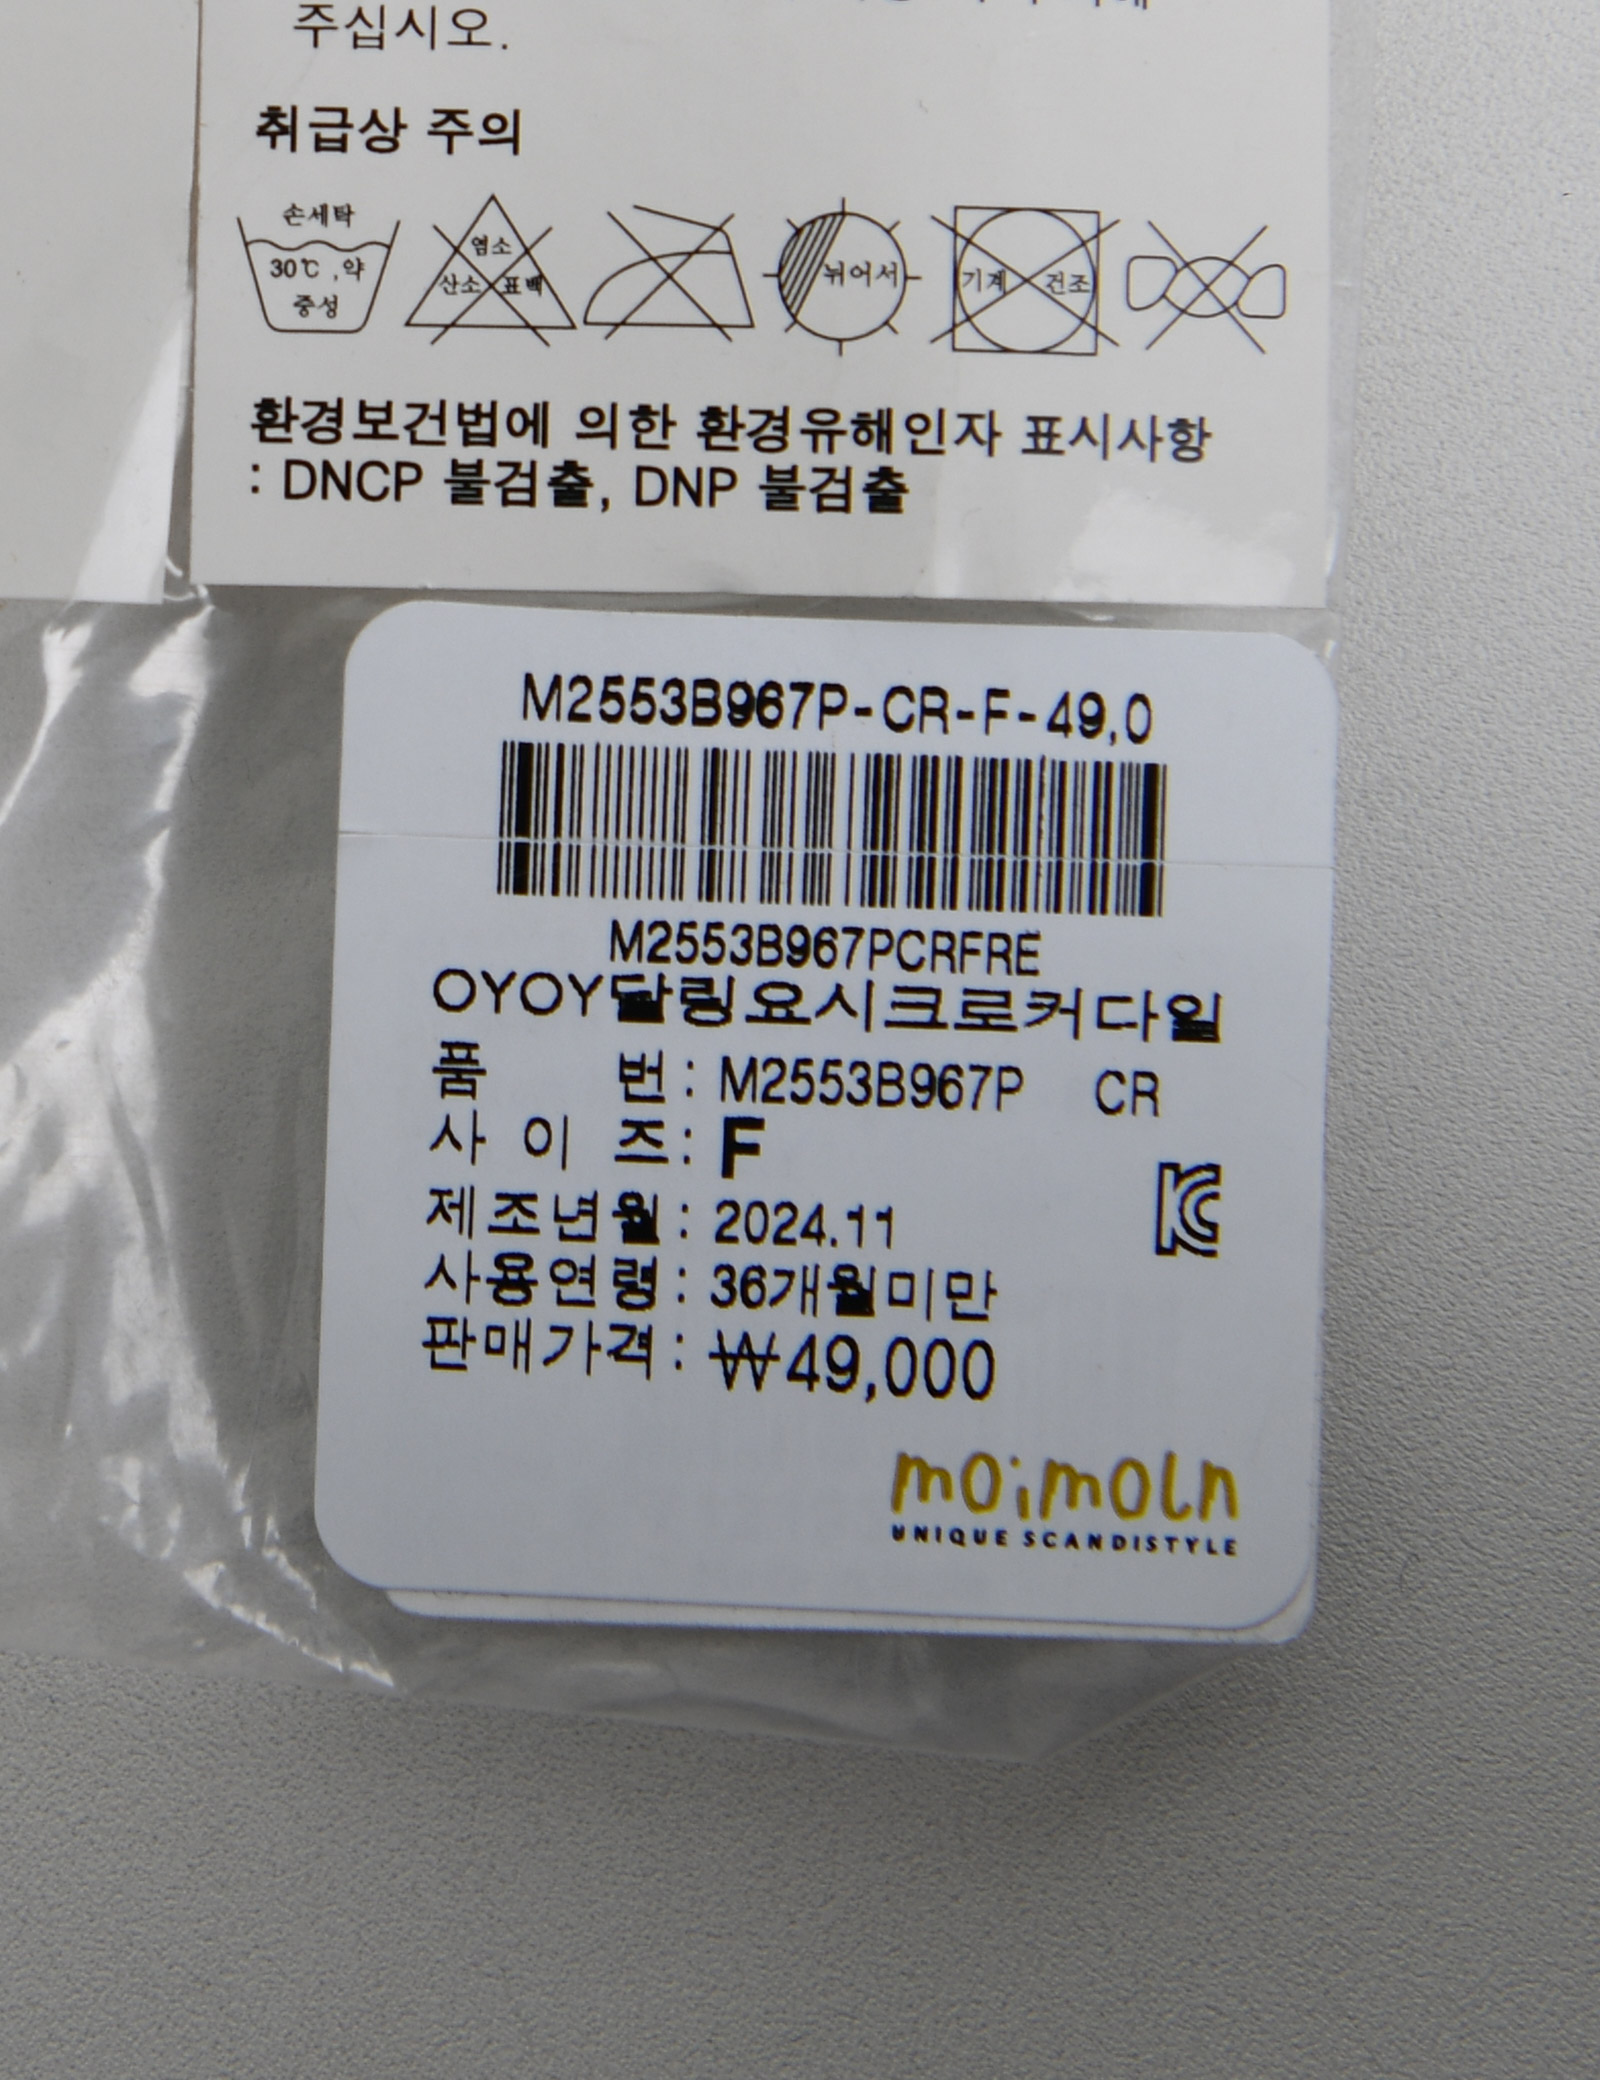 주십시오.
취급상 주의
손세탁
30℃ ,약
중성
염소
산소 표백
뉘어서
기계 건조
환경보건법에 의한 환경유해인자 표시사항
: DNCP 불검출, DNP 불검출
M2553B967P-CR-F-49,0
M2553B967PCRFRE
OYOY달링요시크로커다일
품 번 : M2553B967P CR
사 이 즈 : F
제조년월 : 2024.11
사용연령 : 36개월미만
판매가격 : ₩49,000
moimoln
UNIQUE SCANDISTYLE